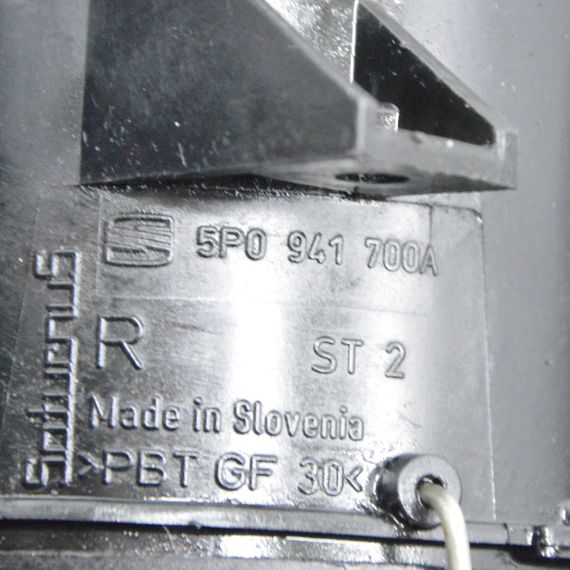 5P0 941 700A
R ST 2
Made in Slovenia
>PBT GF 30<
saturnus